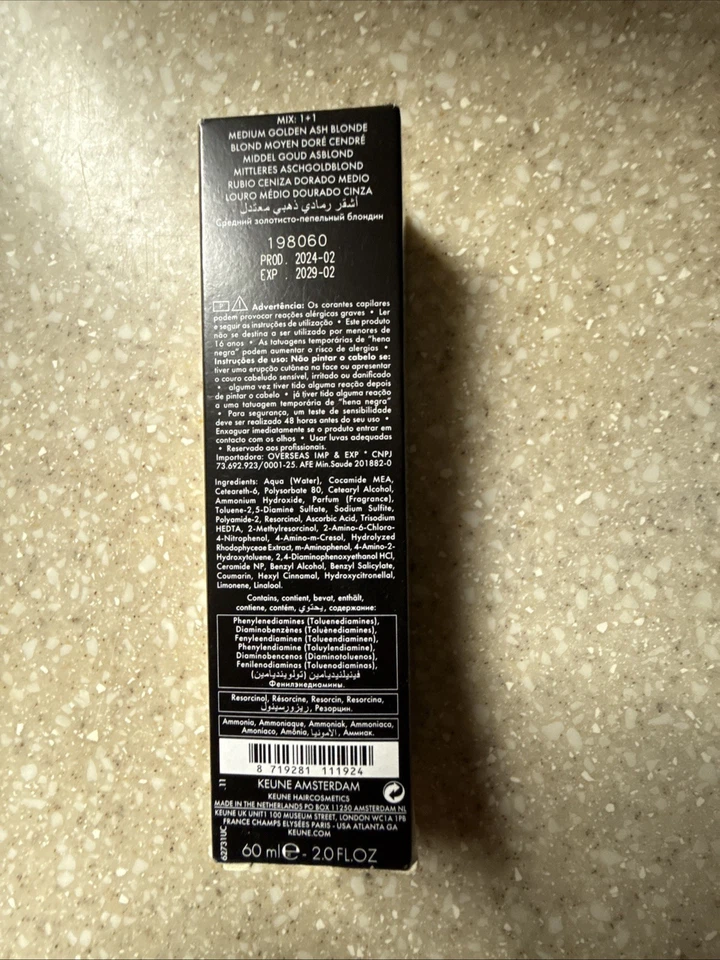 MIX: 1+1
MEDIUM GOLDEN ASH BLONDE
BLOND MOYEN DORÉ CENDRÉ
MIDDEL GOUD ASBLOND
MITTLERES ASCHGOLDBLOND
RUBIO CENIZA DORADO MEDIO
LOURO MÉDIO DOURADO CINZA
أشقر رمادي ذهبي معتدل
Средний золотисто-пепельный блондин
198060
PROD. 2024-02
EXP. 2029-02
P Advertência: Os corantes capilares
podem provocar reações alérgicas graves • Ler
e seguir as instruções de utilização • Este produto
não se destina a ser utilizado por menores de
16 anos • As tatuagens temporárias de "hena
negra" podem aumentar o risco de alergias •
Instruções de uso: Não pintar o cabelo se:
tiver uma erupção cutânea na face ou apresentar
o couro cabeludo sensível, irritado ou danificado
• alguma vez tiver tido alguma reação depois
de pintar o cabelo • já tiver tido alguma reação
a uma tatuagem temporária de "hena negra"
• Para segurança, um teste de sensibilidade
deve ser realizado 48 horas antes do seu uso •
Enxaguar imediatamente se o produto entrar em
contacto com os olhos • Usar luvas adequadas
• Reservado aos profissionais.
Importadora: OVERSEAS IMP & EXP * CNPJ
73.692.923/0001-25. AFE Min.Saude 201882-0
Ingredients: Aqua (Water), Cocamide MEA,
Ceteareth-6, Polysorbate 80, Cetearyl Alcohol,
Ammonium Hydroxide, Parfum (Fragrance),
Toluene-2,5-Diamine Sulfate, Sodium Sulfite,
Polyamide-2, Resorcinol, Ascorbic Acid, Trisodium
HEDTA, 2-Methylresorcinol, 2-Amino-6-Chloro-
4-Nitrophenol, 4-Amino-m-Cresol, Hydrolyzed
Rhodophyceae Extract, m-Aminophenol, 4-Amino-2-
Hydroxytoluene, 2,4-Diaminophenoxyethanol HCl,
Ceramide NP, Benzyl Alcohol, Benzyl Salicylate,
Coumarin, Hexyl Cinnamal, Hydroxycitronellal,
Limonene, Linalool.
Contains, contient, bevat, enthält,
contiene, contém, يحتوي, содержание:
Phenylenediamines (Toluenediamines),
Diaminobenzènes (Toluènediamines),
Fenyleendiaminen (Tolueendiaminen),
Phenylendiamine (Toluylendiamine),
Diaminobencenos (Diaminotoluenos),
Fenilenodiaminas (Toluenodiaminas),
فينيلينيديامين (تولوينديامين)
Фенилэнедиамины.
Resorcinol, Résorcine, Resorcin, Resorcina,
ريزورسينول, Резорцин.
Ammonia, Ammoniaque, Ammoniak, Ammoniaca,
Amoniaco, Amônia, الأمونيا, Аммиак.
8 719281 111924
.11
KEUNE AMSTERDAM
KEUNE HAIRCOSMETICS
MADE IN THE NETHERLANDS PO BOX 11250 AMSTERDAM NL
KEUNE UK UNIT1 100 MUSEUM STREET, LONDON WC1A 1PB
FRANCE CHAMPS ELYSÉES PARIS - USA ATLANTA GA
KEUNE.COM
62731UC
60 ml e - 2.0 FL.OZ